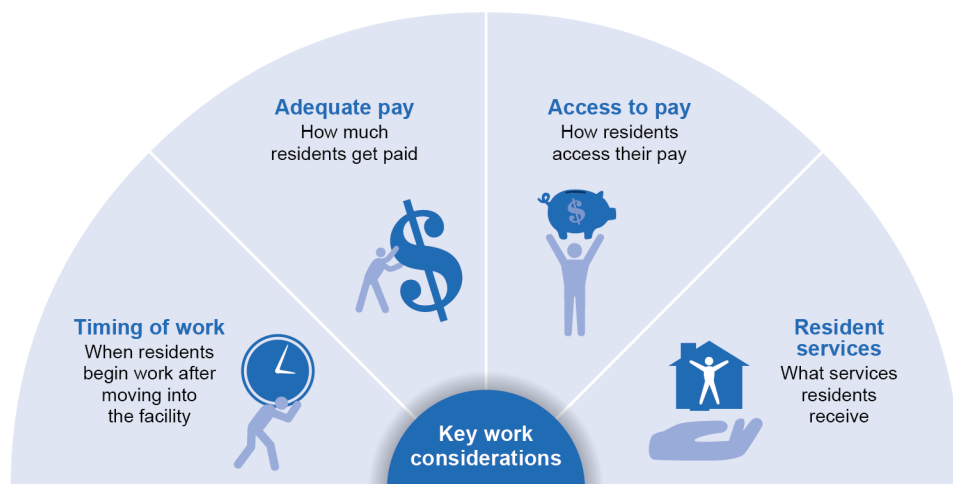 Adequate pay
How much
residents get paid
Access to pay
How residents
access their pay
$
$
Timing of work
When residents
begin work after
moving into
the facility
Resident
services
What services
residents
receive
Key work
considerations